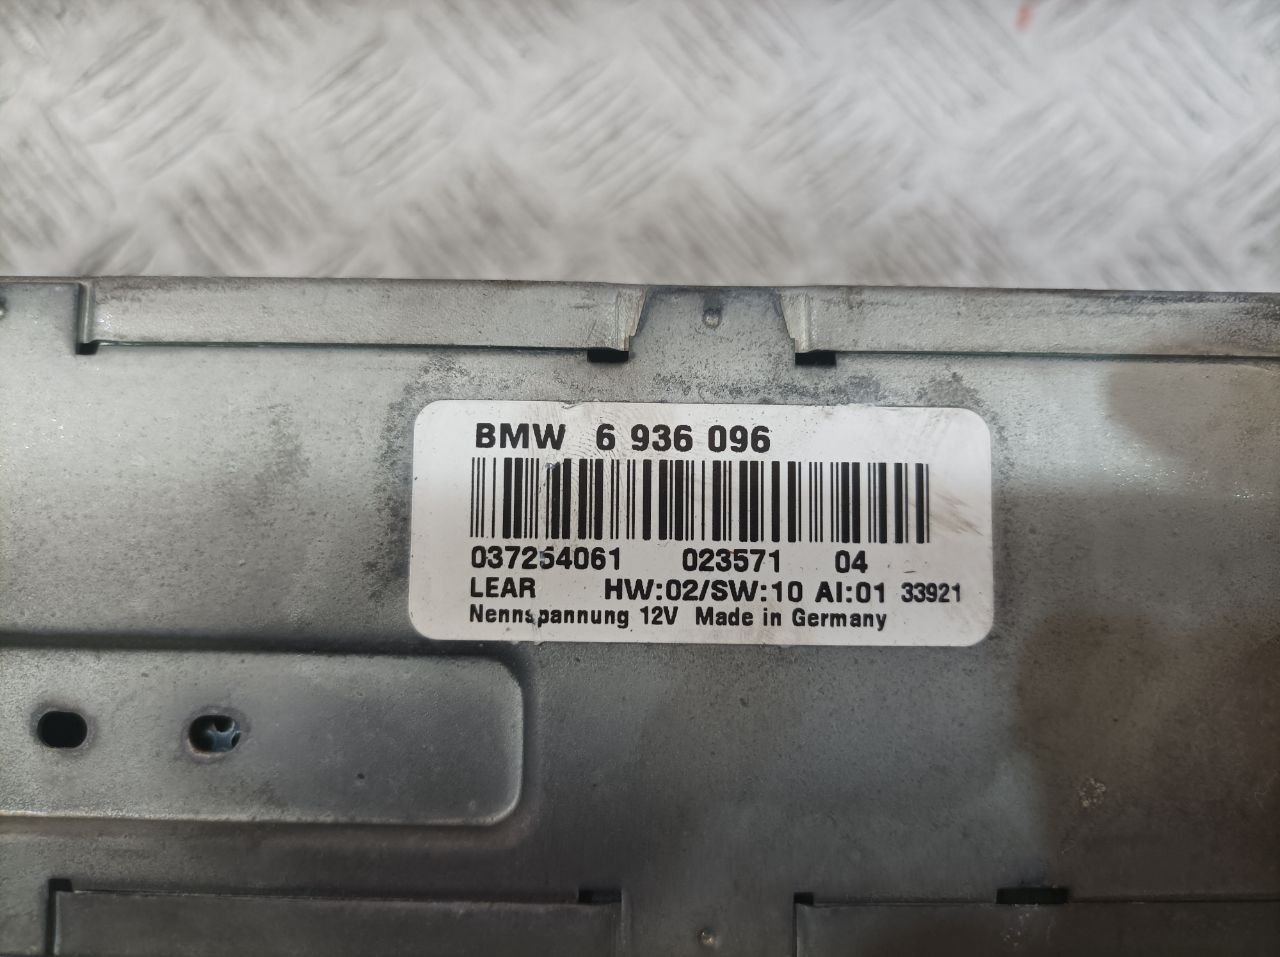 BMW 6 936 096
037254061 023571 04
LEAR HW:02/SW:10 AI:01 33921
Nennspannung 12V Made in Germany